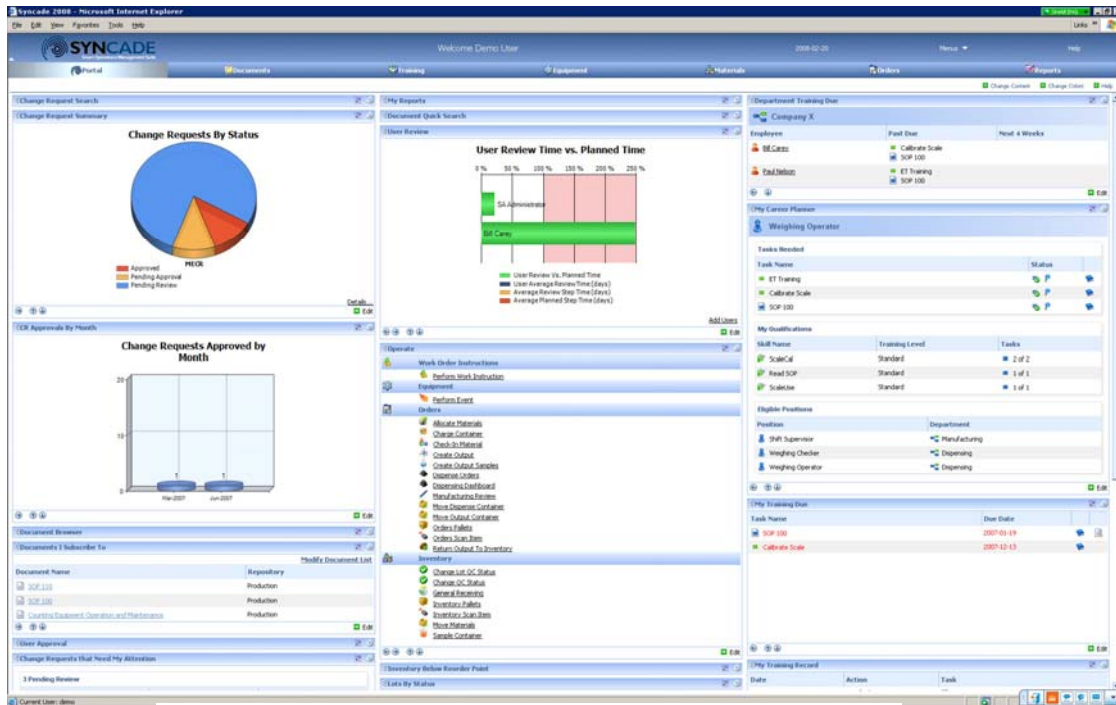 Syncade 2008 - Microsoft Internet Explorer
File Edit View Favorites Tools Help
Links
SYNCADE
Welcome Demo User
2008-02-20
Menus
Help
Portal
Documents
Training
Equipment
Materials
Orders
Reports
Change Content
Change Colors
Help
Change Request Search
Change Request Summary
Change Requests By Status
MECR
Approved
Pending Approval
Pending Review
Details...
Edit
CR Approvals By Month
Change Requests Approved by
Month
20
10
0
1
1
Mar-2007
Jun-2007
Edit
Document Browser
Documents I Subscribe To
Modify Document List
Document Name Repository
SOP 110 Production
SOP 100 Production
Counting Equipment Operation and Maintenance Production
Edit
User Approval
Change Requests that Need My Attention
3 Pending Review
My Reports
Document Quick Search
User Review
User Review Time vs. Planned Time
0 % 50 % 100 % 150 % 200 % 250 %
SA Administrator
Bill Carey
User Review Vs. Planned Time
User Average Review Time (days)
Average Review Step Time (days)
Average Planned Step Time (days)
Add Users
Edit
Operate
Work Order Instructions
Perform Work Instruction
Equipment
Perform Event
Orders
Allocate Materials
Charge Container
Check-In Material
Create Output
Create Output Samples
Dispense Orders
Dispensing Dashboard
Manufacturing Review
Move Dispense Container
Move Output Container
Orders Pallets
Orders Scan Item
Return Output To Inventory
Inventory
Change Lot QC Status
Change QC Status
General Receiving
Inventory Pallets
Inventory Scan Item
Move Materials
Sample Container
Edit
Inventory Below Reorder Point
Lots By Status
Department Training Due
Company X
Employee Past Due Next 4 Weeks
Bill Carey Calibrate Scale
SOP 100
Paul Nelson ET Training
SOP 100
Edit
My Career Planner
Weighing Operator
Tasks Needed
Task Name Status
ET Training
Calibrate Scale
SOP 100
My Qualifications
Skill Name Training Level Tasks
ScaleCal Standard 2 of 2
Read SOP Standard 1 of 1
ScaleUse Standard 1 of 1
Eligible Positions
Position Department
Shift Supervisor Manufacturing
Weighing Checker Dispensing
Weighing Operator Dispensing
Edit
My Training Due
Task Name Due Date
SOP 100 2007-01-19
Calibrate Scale 2007-12-13
Edit
My Training Record
Date Action Task
Current User: demo